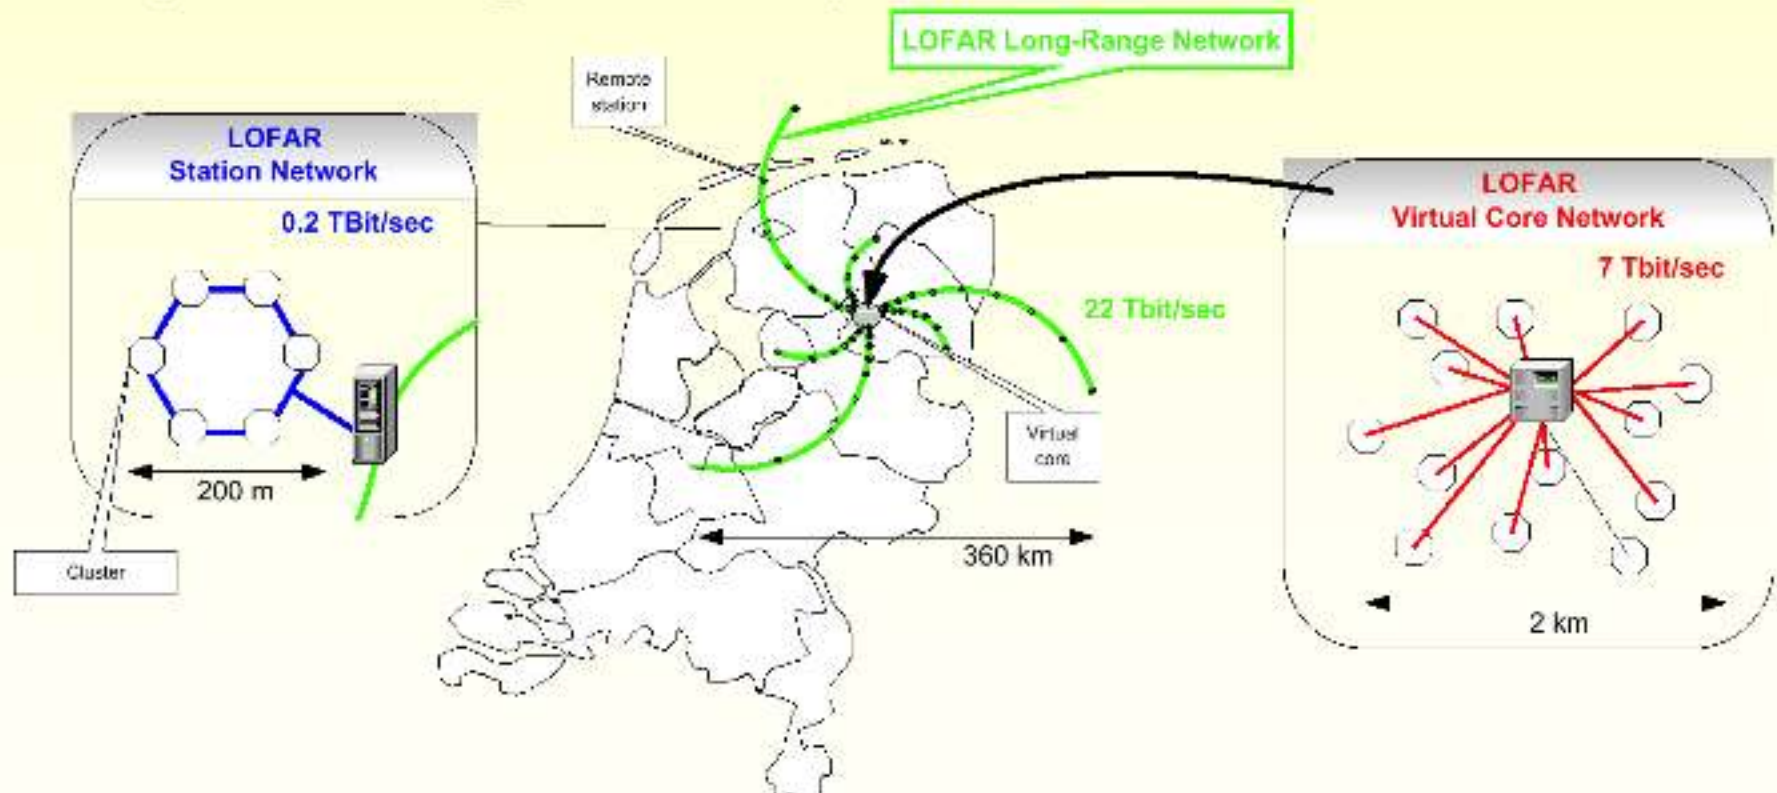 LOFAR Long-Range Network
Remote
station
LOFAR
Station Network
0.2 TBit/sec
200 m
Cluster
22 Tbit/sec
Virtual
core
360 km
LOFAR
Virtual Core Network
7 Tbit/sec
2 km